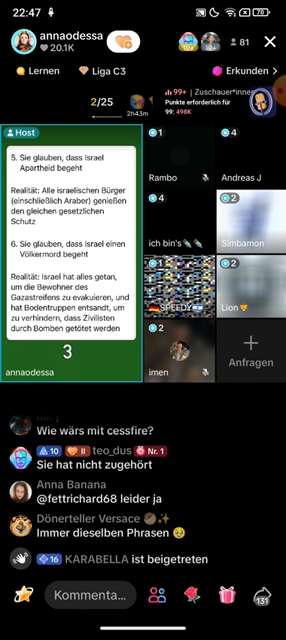 22:47
70
annaodessa
20.1K
81
Lernen
Liga C3
Erkunden >
2/25
2h43m
99+ | Zuschauer*innen
Punkte erforderlich für
99: 498K
Host
1
4
5. Sie glauben, dass Israel
Apartheid begeht
Realität: Alle israelischen Bürger
(einschließlich Araber) genießen
den gleichen gesetzlichen
Schutz
6. Sie glauben, dass Israel einen
Völkermord begeht
Realität: Israel hat alles getan,
um die Bewohner des
Gazastreifens zu evakuieren, und
hat Bodentruppen entsandt, um
zu verhindern, dass Zivilisten
durch Bomben getötet werden
3
annaodessa
Rambo
Andreas J
4
2
ich bin's
Simbamon
2
SPEEDY
Lion
2
imen
Anfragen
Wie wärs mit cessfire?
10 II teo_dus Nr. 1
Sie hat nicht zugehört
Anna Banana
@fettrichard68 leider ja
Dönerteller Versace
Immer dieselben Phrasen
16 KARABELLA ist beigetreten
Kommenta...
131